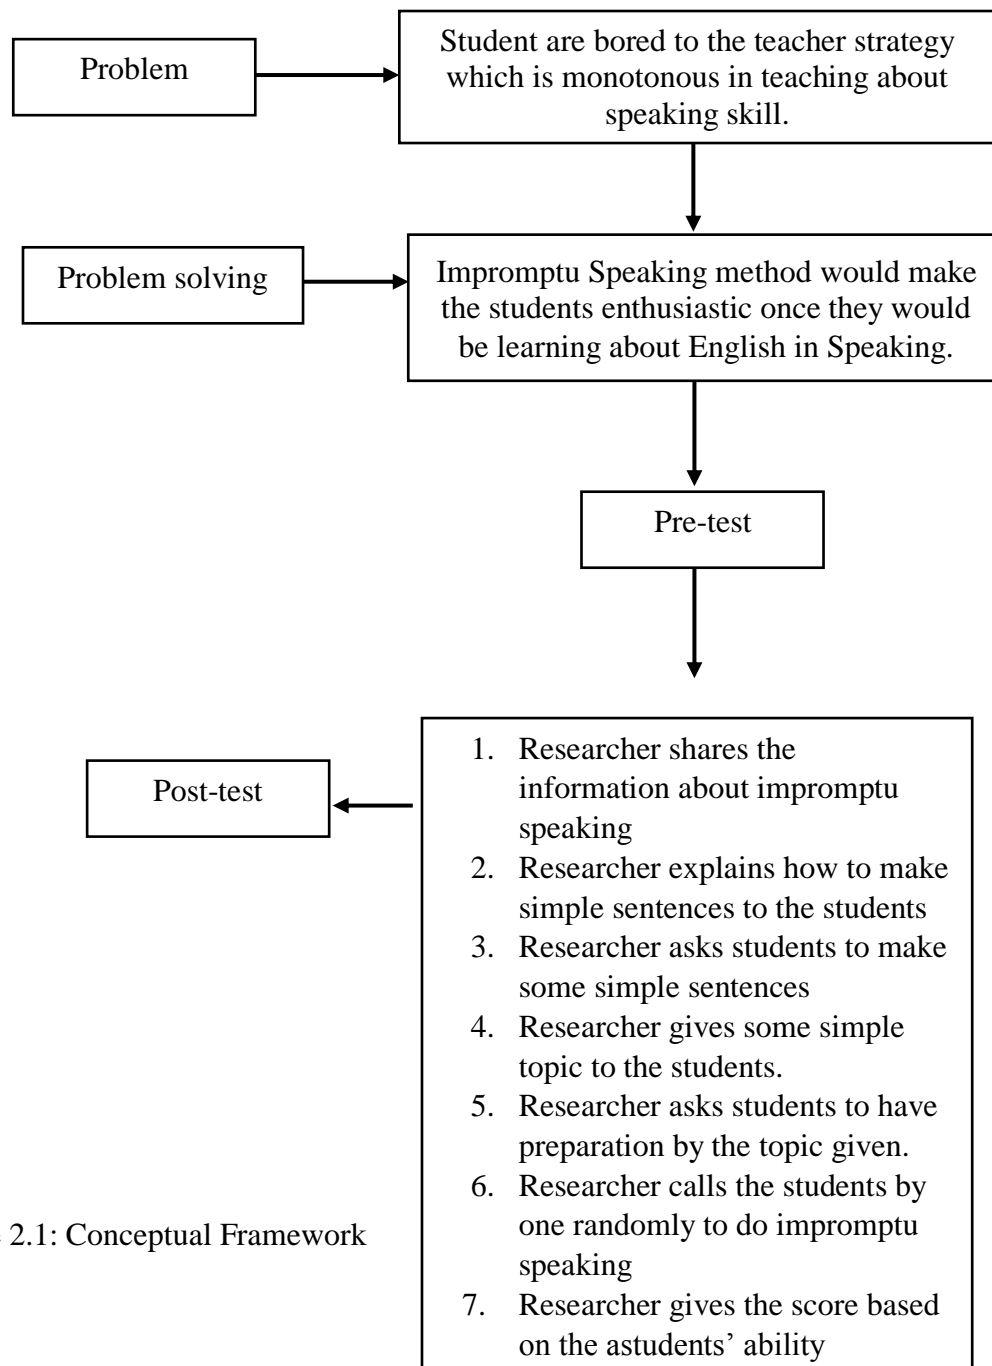 Problem
Student are bored to the teacher strategy
which is monotonous in teaching about
speaking skill.
Problem solving
Impromptu Speaking method would make
the students enthusiastic once they would
be learning about English in Speaking.
Pre-test
Post-test
1. Researcher shares the
information about impromptu
speaking
2. Researcher explains how to make
simple sentences to the students
3. Researcher asks students to make
some simple sentences
4. Researcher gives some simple
topic to the students.
5. Researcher asks students to have
preparation by the topic given.
6. Researcher calls the students by
one randomly to do impromptu
speaking
7. Researcher gives the score based
on the astudents’ ability
2.1: Conceptual Framework